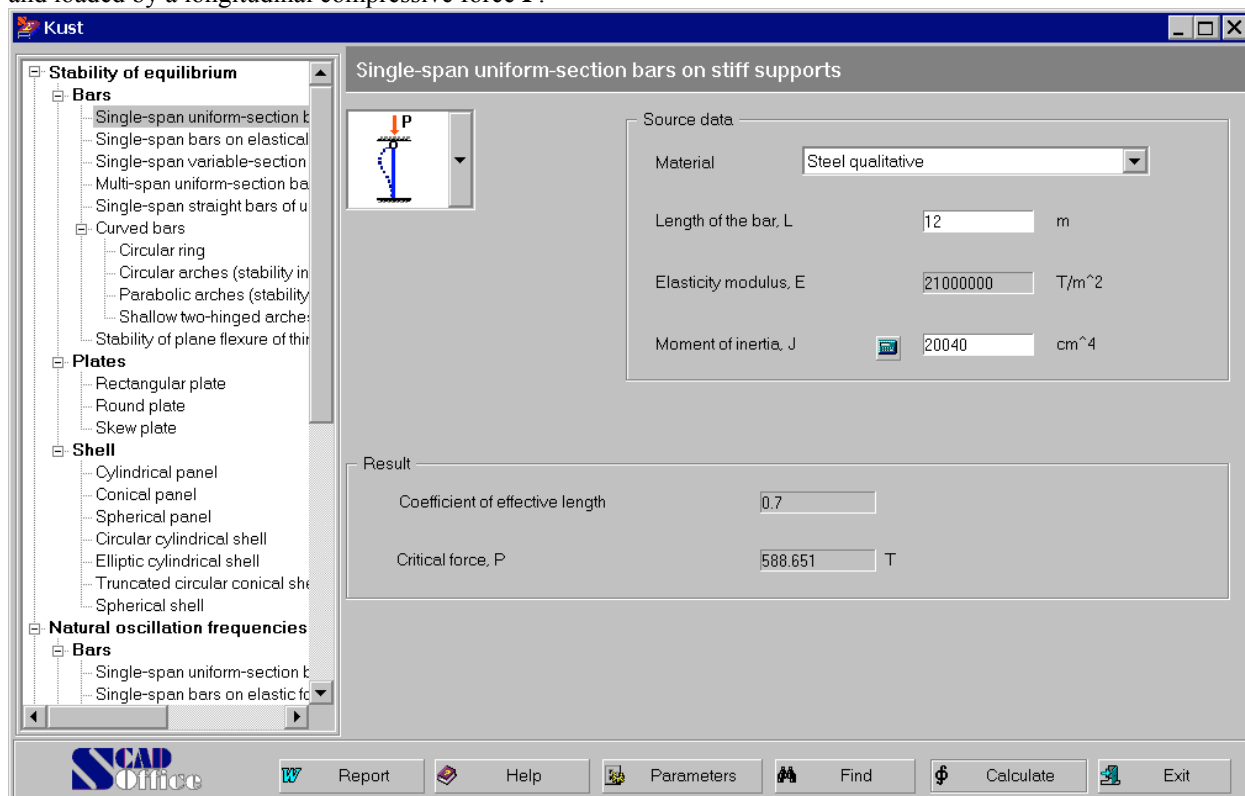 and loaded by a longitudinal compressive force P?
Kust
Stability of equilibrium
Bars
Single-span uniform-section b
Single-span bars on elastical
Single-span variable-section
Multi-span uniform-section ba
Single-span straight bars of u
Curved bars
Circular ring
Circular arches (stability in
Parabolic arches (stability
Shallow two-hinged arche
Stability of plane flexure of thin
Plates
Rectangular plate
Round plate
Skew plate
Shell
Cylindrical panel
Conical panel
Spherical panel
Circular cylindrical shell
Elliptic cylindrical shell
Truncated circular conical she
Spherical shell
Natural oscillation frequencies
Bars
Single-span uniform-section b
Single-span bars on elastic fo
Single-span uniform-section bars on stiff supports
P
Source data
Material Steel qualitative
Length of the bar, L 12 m
Elasticity modulus, E 21000000 T/m^2
Moment of inertia, J 20040 cm^4
Result
Coefficient of effective length 0.7
Critical force, P 588.651 T
SCAD Office
Report Help Parameters Find Calculate Exit